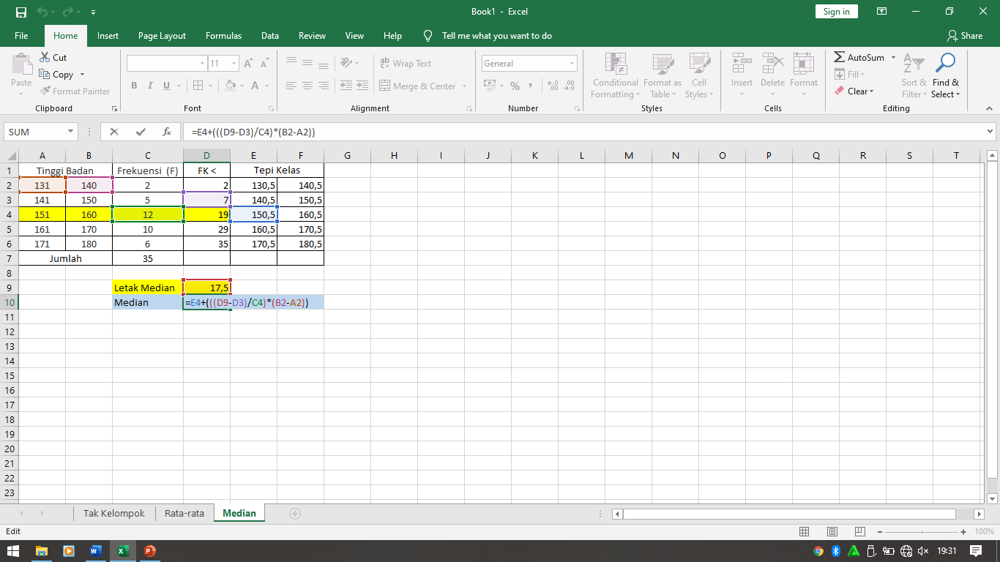 Book1 - Excel
Sign in
File Home Insert Page Layout Formulas Data Review View Help Tell me what you want to do Share
Paste
Cut
Copy
Format Painter
Clipboard
11
B I U
Font
Wrap Text
Merge & Center
Alignment
General
Number
Conditional Formatting
Format as Table
Cell Styles
Styles
Insert Delete Format
Cells
AutoSum
Fill
Clear
Sort & Filter
Find & Select
Editing
SUM
fx
=E4+(((D9-D3)/C4)*(B2-A2))
A B C D E F G H I J K L M N O P Q R S T
1 Tinggi Badan Frekuensi (F) FK < Tepi Kelas
2 131 140 2 2 130,5 140,5
3 141 150 5 7 140,5 150,5
4 151 160 12 19 150,5 160,5
5 161 170 10 29 160,5 170,5
6 171 180 6 35 170,5 180,5
7 Jumlah 35
8
9 Letak Median 17,5
10 Median =E4+(((D9-D3)/C4)*(B2-A2))
11
12
13
14
15
16
17
18
19
20
21
22
23
Tak Kelompok Rata-rata Median
Edit
100%
19:31